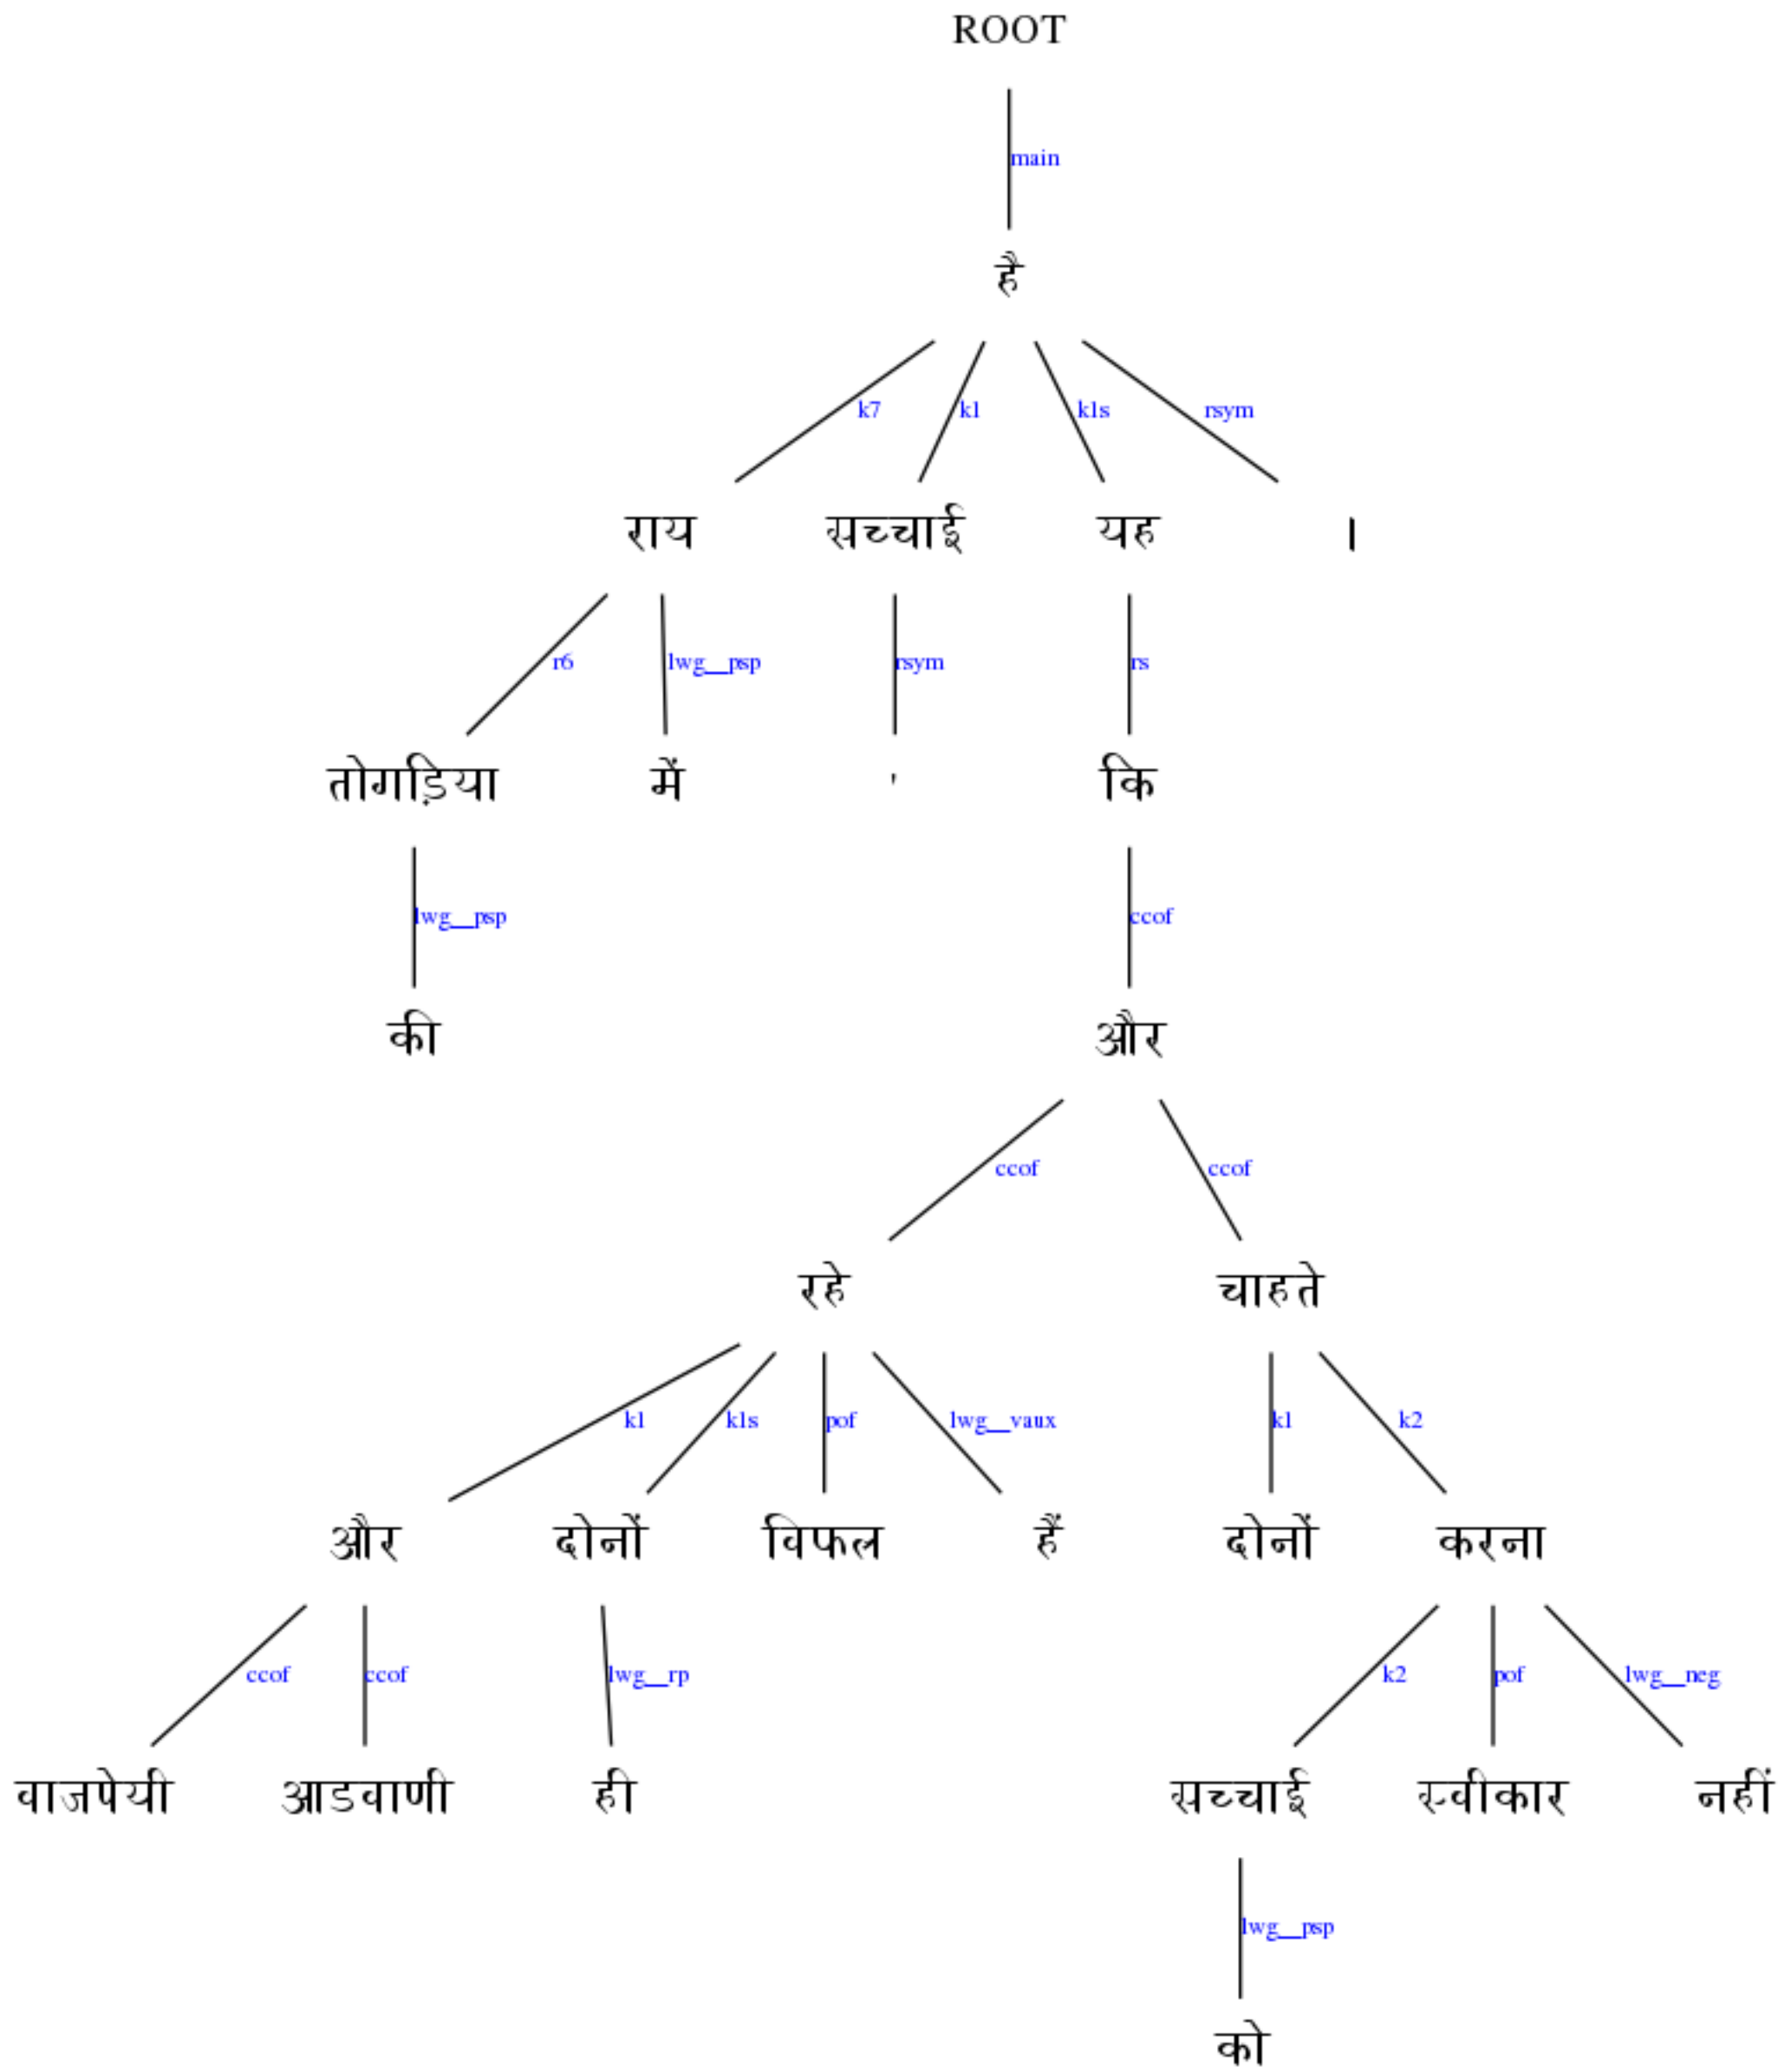 ROOT
main
है
k7 k1 k1s rsym
राय सच्चाई यह ।
r6 lwg__psp rsym rs
तोगड़िया में ' कि
lwg__psp ccof
की और
ccof ccof
रहे चाहते
k1 k1s pof lwg__vaux k1 k2
और दोनों विफल हैं दोनों करना
ccof ccof lwg__rp k2 pof lwg__neg
वाजपेयी आडवाणी ही सच्चाई स्वीकार नहीं
lwg__psp
को